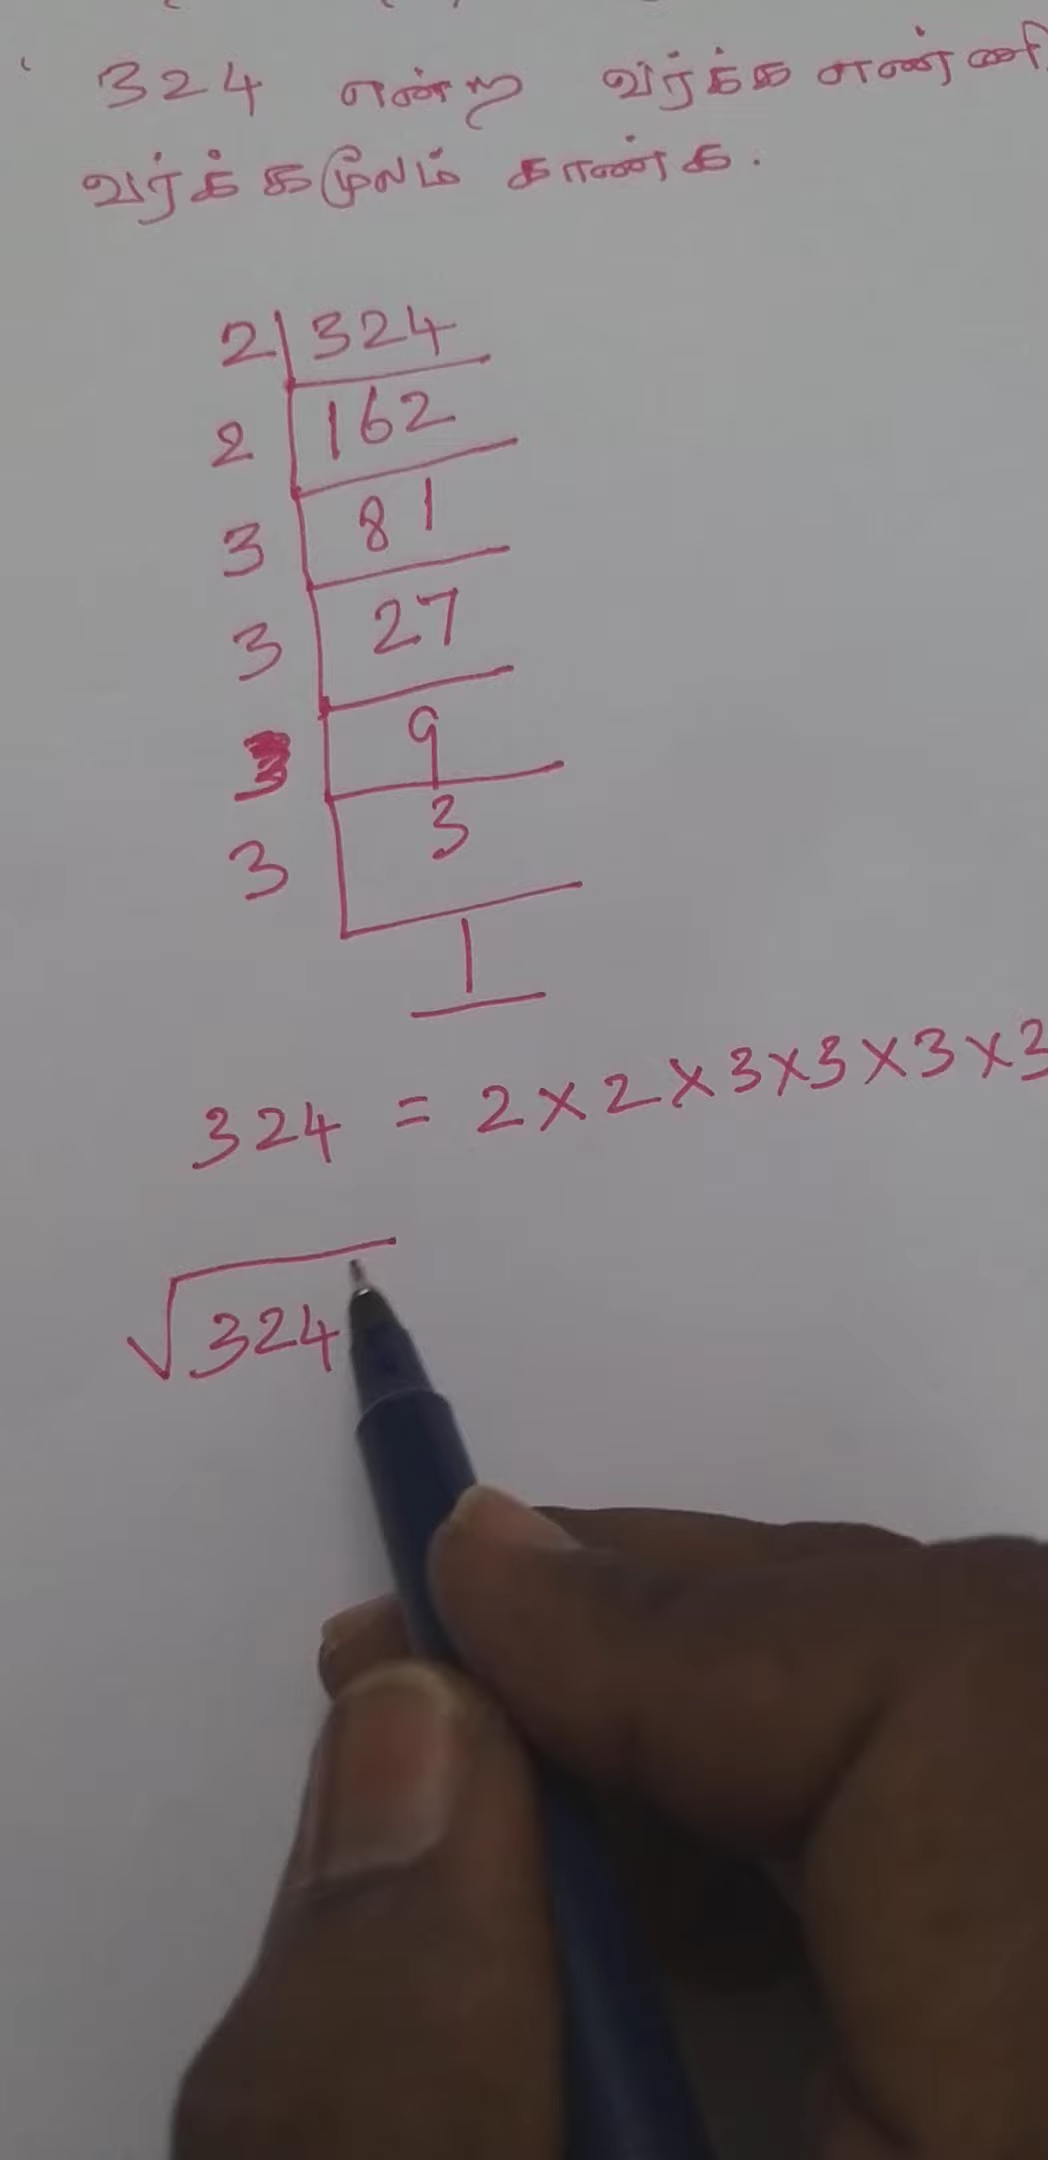 324 என்ற வர்க்க எண்ணி
வர்க்கமூலம் காண்க.
2 324
2 162
3 81
3 27
3 9
3 3
1
324 = 2×2×3×3×3×3
√324